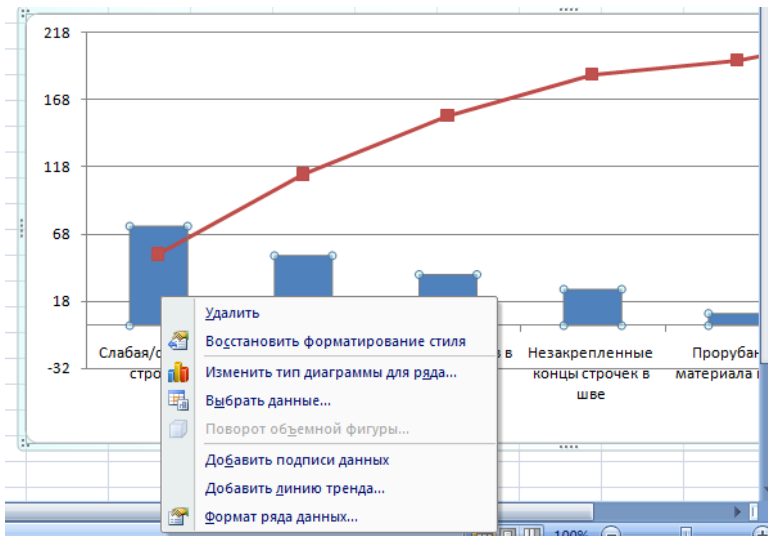 218
168
118
68
18
-32
Слабая/
стро
в
Незакрепленные
концы строчек в
шве
Прорубан
материала
Удалить
Восстановить форматирование стиля
Изменить тип диаграммы для ряда...
Выбрать данные...
Поворот объемной фигуры...
Добавить подписи данных
Добавить линию тренда...
Формат ряда данных...
100%